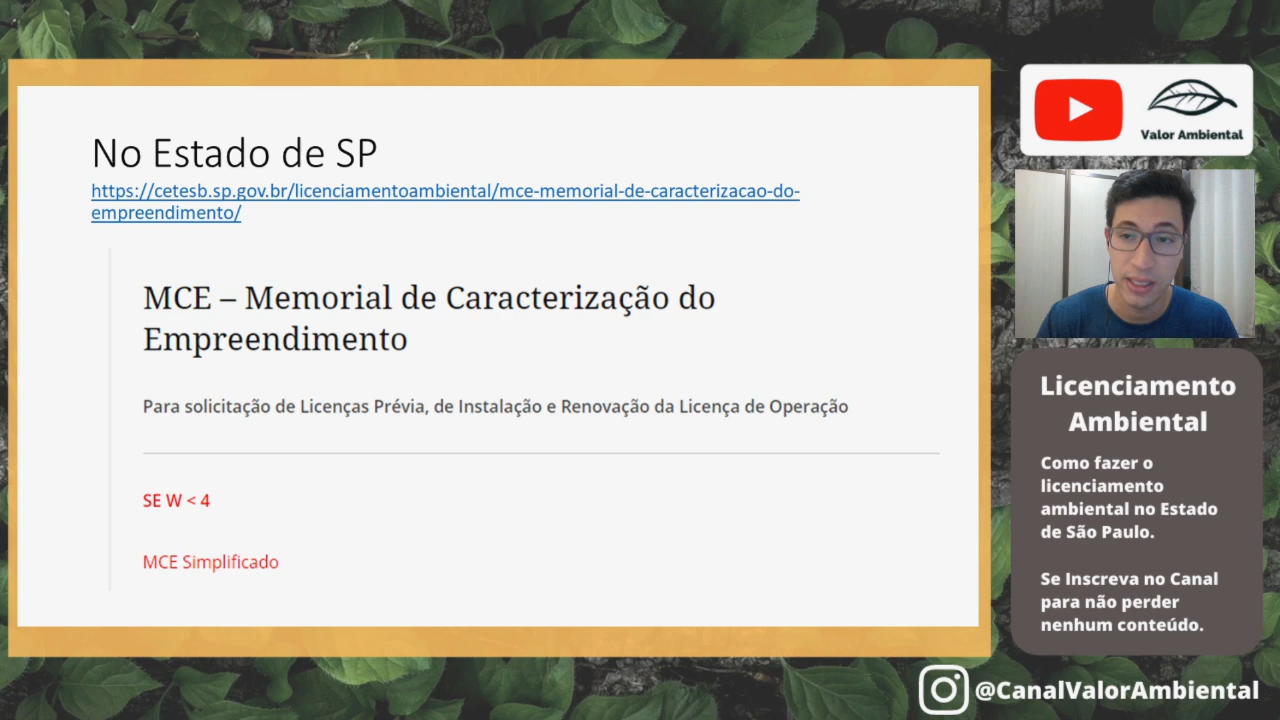 No Estado de SP
https://cetesb.sp.gov.br/licenciamentoambiental/mce-memorial-de-caracterizacao-do-
empreendimento/
MCE – Memorial de Caracterização do
Empreendimento
Para solicitação de Licenças Prévia, de Instalação e Renovação da Licença de Operação
SE W < 4
MCE Simplificado
Valor Ambiental
Licenciamento
Ambiental
Como fazer o
licenciamento
ambiental no Estado
de São Paulo.
Se Inscreva no Canal
para não perder
nenhum conteúdo.
@CanalValorAmbiental